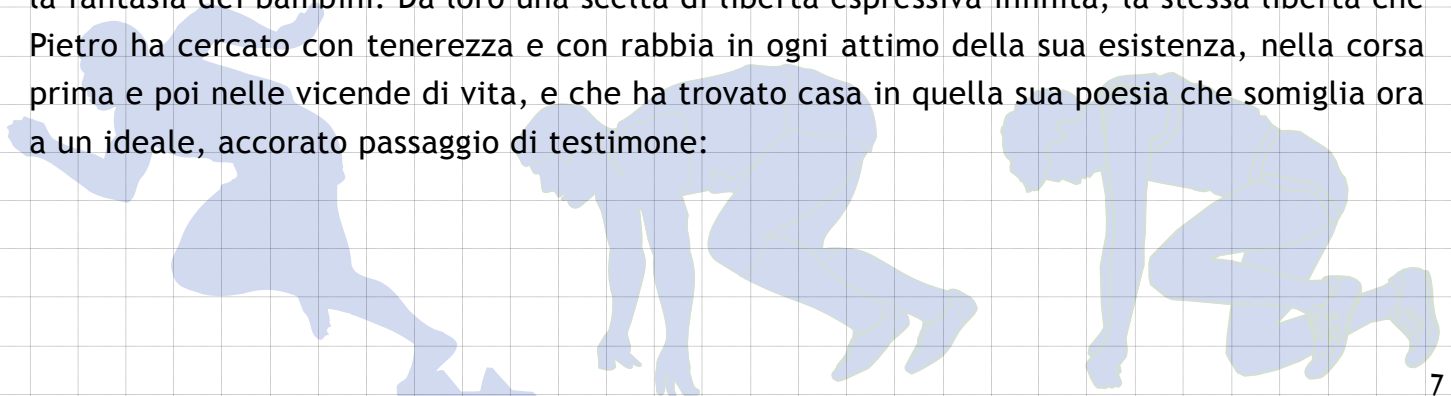 la fantasia dei bambini. Da loro una scelta di libertà espressiva infinita, la stessa libertà che
Pietro ha cercato con tenerezza e con rabbia in ogni attimo della sua esistenza, nella corsa
prima e poi nelle vicende di vita, e che ha trovato casa in quella sua poesia che somiglia ora
a un ideale, accorato passaggio di testimone:
7